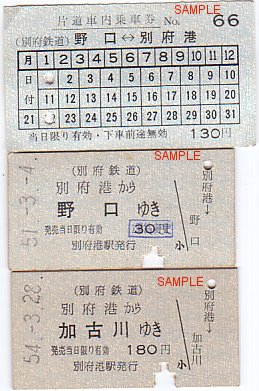 SAMPLE
片道車内乗車券 No. 66
(別府鉄道) 野口↔別府港
月 1 2 3 4 5 6 7 8 9 10 11 12
日 2 3 4 5 6 7 8 9 10
付 11 12 13 14 15 16 17 18 19 20
21 23 24 25 26 27 28 29 30 31
当日限り有効・下車前途無効 130円
SAMPLE
51.-3.-4.
(別府鉄道)
別府港から
野口ゆき
発売当日限り有効 30
別府港駅発行
小
別府港→
野口
SAMPLE
54.-3.28.
(別府鉄道)
別府港から
加古川ゆき
発売当日限り有効 180円
別府港駅発行
小
別府港→
加古川